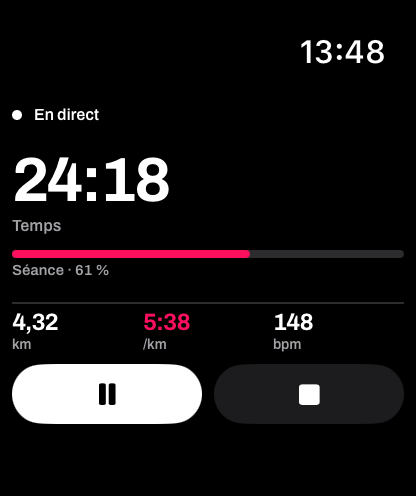 13:48
En direct
24:18
Temps
Séance · 61 %
4,32 5:38 148
km /km bpm